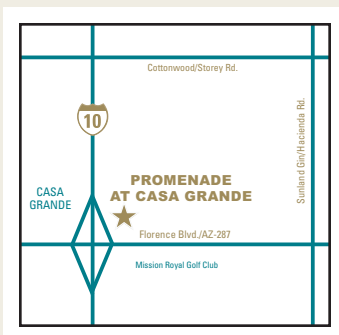 Cottonwood/Storey Rd.
10
Sunland Gin/Hacienda Rd.
PROMENADE
AT CASA GRANDE
CASA
GRANDE
Florence Blvd./AZ-287
Mission Royal Golf Club